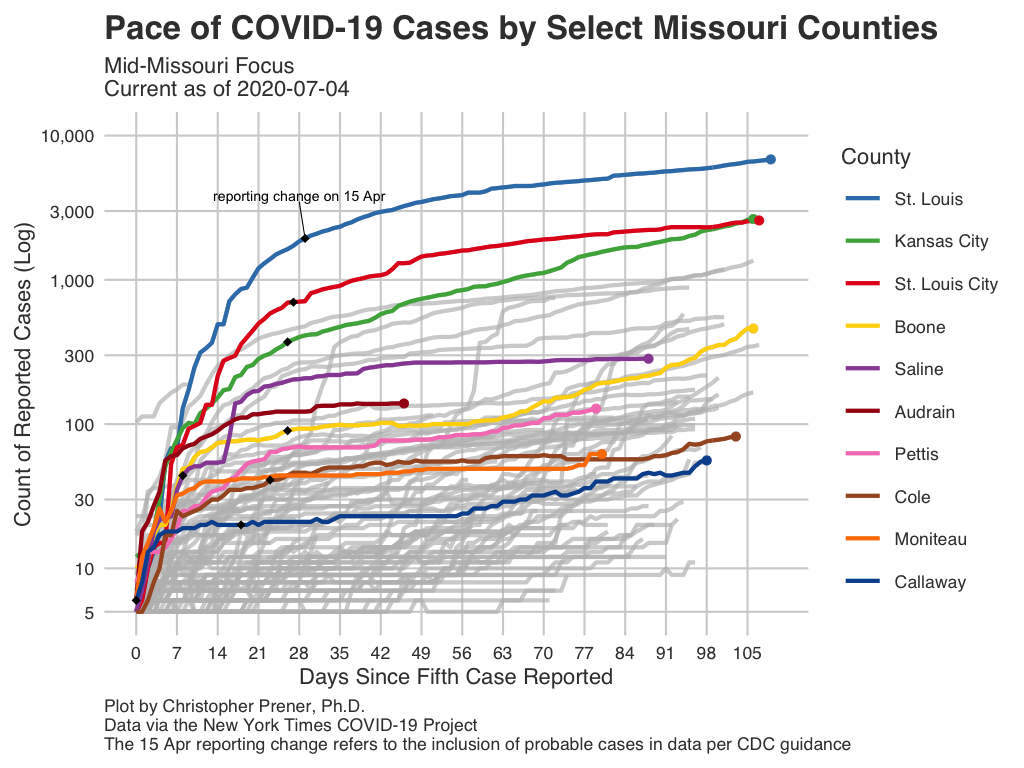 Pace of COVID-19 Cases by Select Missouri Counties
Mid-Missouri Focus
Current as of 2020-07-04
Count of Reported Cases (Log)
10,000
3,000
1,000
300
100
30
10
5
reporting change on 15 Apr
0 7 14 21 28 35 42 49 56 63 70 77 84 91 98 105
Days Since Fifth Case Reported
County
St. Louis
Kansas City
St. Louis City
Boone
Saline
Audrain
Pettis
Cole
Moniteau
Callaway
Plot by Christopher Prener, Ph.D.
Data via the New York Times COVID-19 Project
The 15 Apr reporting change refers to the inclusion of probable cases in data per CDC guidance